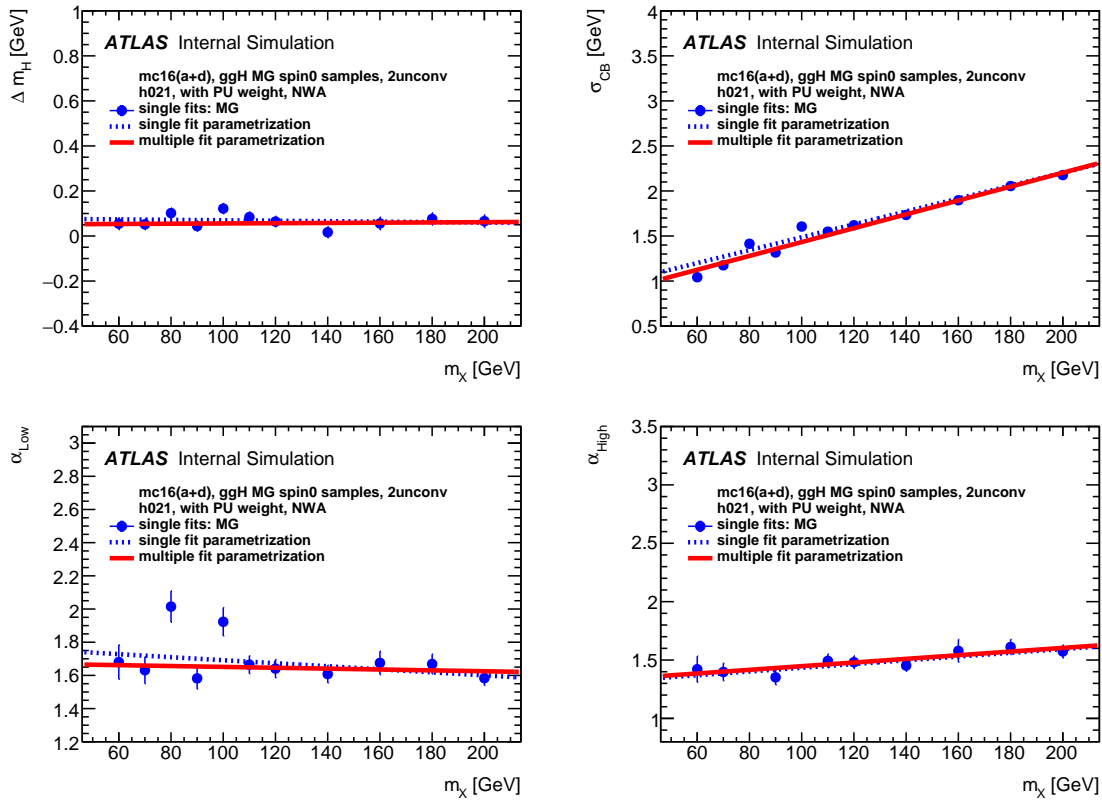 Δ m_H [GeV]
1
0.8
0.6
0.4
0.2
0
−0.2
−0.4
ATLAS Internal Simulation
mc16(a+d), ggH MG spin0 samples, 2unconv
h021, with PU weight, NWA
single fits: MG
single fit parametrization
multiple fit parametrization
60 80 100 120 140 160 180 200
m_X [GeV]
σ_CB [GeV]
4
3.5
3
2.5
2
1.5
1
0.5
ATLAS Internal Simulation
mc16(a+d), ggH MG spin0 samples, 2unconv
h021, with PU weight, NWA
single fits: MG
single fit parametrization
multiple fit parametrization
60 80 100 120 140 160 180 200
m_X [GeV]
α_Low
3
2.8
2.6
2.4
2.2
2
1.8
1.6
1.4
1.2
ATLAS Internal Simulation
mc16(a+d), ggH MG spin0 samples, 2unconv
h021, with PU weight, NWA
single fits: MG
single fit parametrization
multiple fit parametrization
60 80 100 120 140 160 180 200
m_X [GeV]
α_High
3.5
3
2.5
2
1.5
1
ATLAS Internal Simulation
mc16(a+d), ggH MG spin0 samples, 2unconv
h021, with PU weight, NWA
single fits: MG
single fit parametrization
multiple fit parametrization
60 80 100 120 140 160 180 200
m_X [GeV]